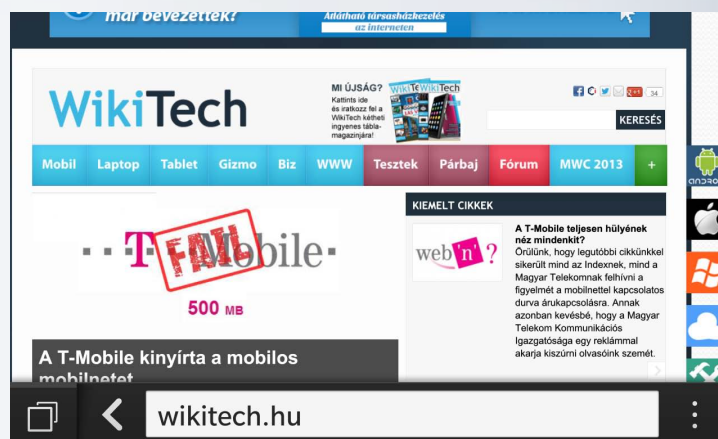 már bevezettek?
Átlátható társasházkezelés
az interneten
WikiTech
MI ÚJSÁG?
Kattints ide
és iratkozz fel a
WikiTech kétheti
ingyenes tábla-
magazinjára!
KERESÉS
Mobil Laptop Tablet Gizmo Biz WWW Tesztek Párbaj Fórum MWC 2013 +
T Mobile
FAIL
500 MB
A T-Mobile kinyírta a mobilos
mobilnetet
KIEMELT CIKKEK
web'n'?
A T-Mobile teljesen hülyének
néz mindenkit?
Örülünk, hogy legutóbbi cikkünkkel
sikerült mind az Indexnek, mind a
Magyar Telekomnak felhívni a
figyelmét a mobilnettel kapcsolatos
durva árukapcsolásra. Annak
azonban kevésbé, hogy a Magyar
Telekom Kommunikációs
Igazgatósága egy reklámmal
akarja kiszúrni olvasóink szemét.
wikitech.hu